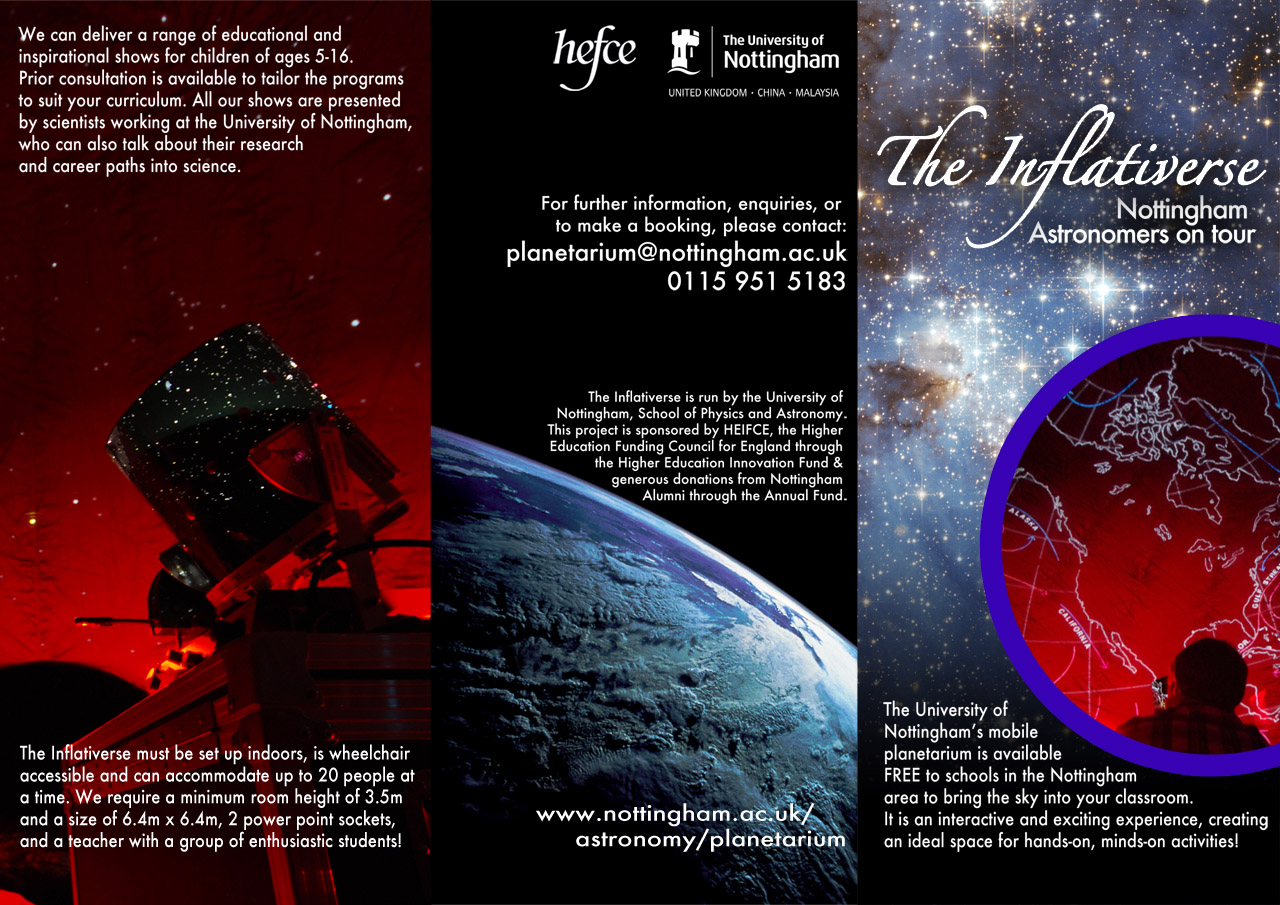 We can deliver a range of educational and
inspirational shows for children of ages 5-16.
Prior consultation is available to tailor the programs
to suit your curriculum. All our shows are presented
by scientists working at the University of Nottingham,
who can also talk about their research
and career paths into science.
The Inflativerse must be set up indoors, is wheelchair
accessible and can accommodate up to 20 people at
a time. We require a minimum room height of 3.5m
and a size of 6.4m x 6.4m, 2 power point sockets,
and a teacher with a group of enthusiastic students!
hefce
The University of
Nottingham
UNITED KINGDOM · CHINA · MALAYSIA
For further information, enquiries, or
to make a booking, please contact:
planetarium@nottingham.ac.uk
0115 951 5183
The Inflativerse is run by the University of
Nottingham, School of Physics and Astronomy.
This project is sponsored by HEIFCE, the Higher
Education Funding Council for England through
the Higher Education Innovation Fund &
generous donations from Nottingham
Alumni through the Annual Fund.
www.nottingham.ac.uk/
astronomy/planetarium
The Inflativerse
Nottingham
Astronomers on tour
ALASKA
CALIFORNIA
GULF STREAM
The University of
Nottingham's mobile
planetarium is available
FREE to schools in the Nottingham
area to bring the sky into your classroom.
It is an interactive and exciting experience, creating
an ideal space for hands-on, minds-on activities!